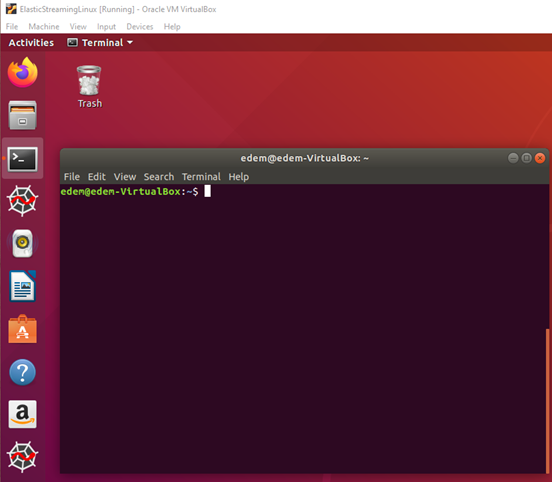 ElasticStreamingLinux [Running] - Oracle VM VirtualBox
File Machine View Input Devices Help
Activities Terminal
Trash
edem@edem-VirtualBox: ~
File Edit View Search Terminal Help
edem@edem-VirtualBox:~$